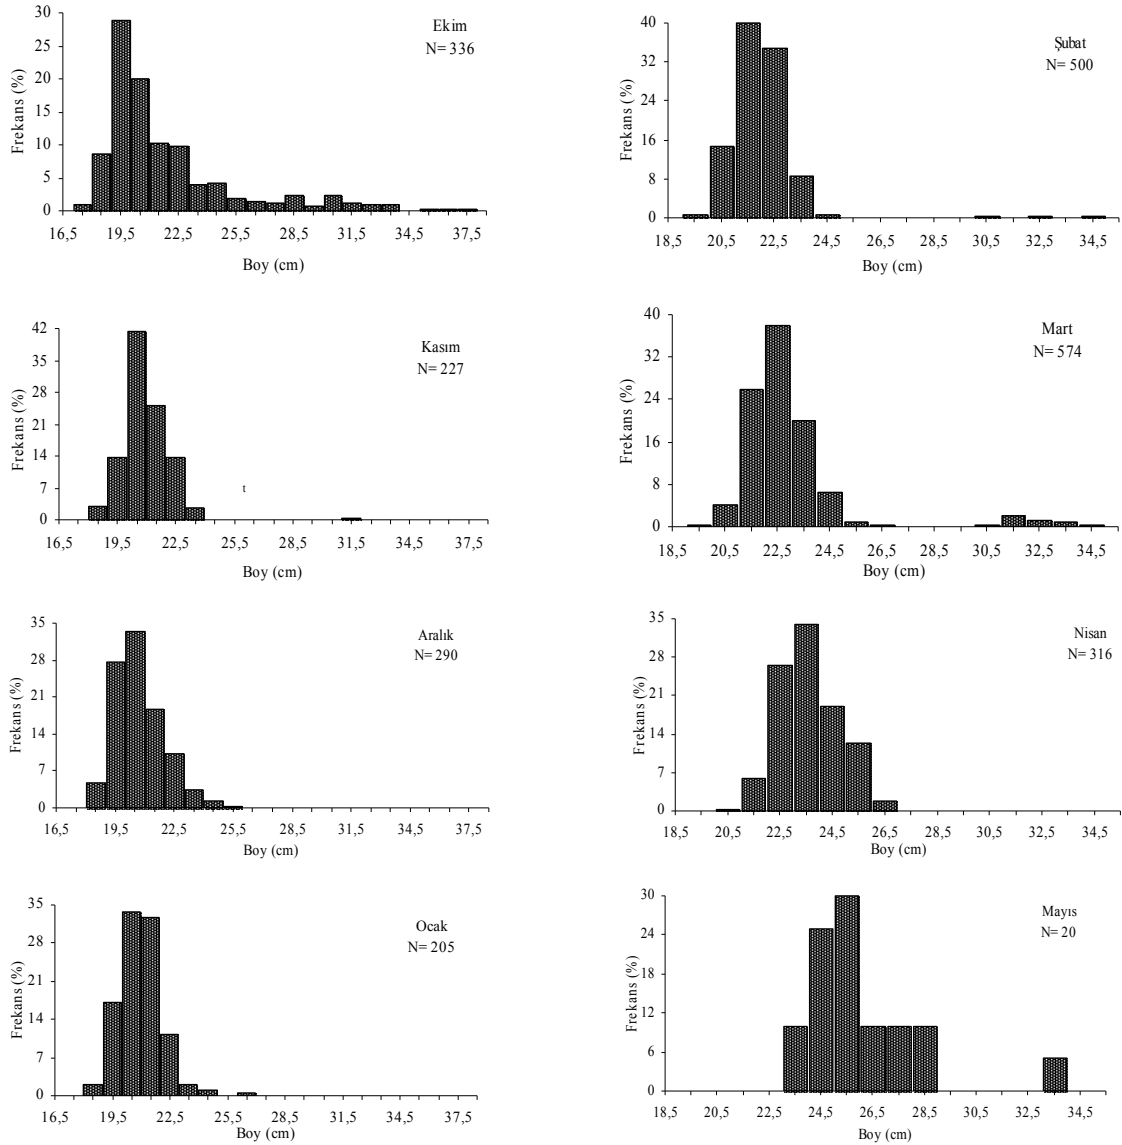 Ekim
N= 336
Frekans (%)
30
25
20
15
10
5
0
16,5 19,5 22,5 25,5 28,5 31,5 34,5 37,5
Boy (cm)
Şubat
N= 500
Frekans (%)
40
32
24
16
8
0
18,5 20,5 22,5 24,5 26,5 28,5 30,5 32,5 34,5
Boy (cm)
Kasım
N= 227
Frekans (%)
42
35
28
21
14
7
0
t
16,5 19,5 22,5 25,5 28,5 31,5 34,5 37,5
Boy (cm)
Mart
N= 574
Frekans (%)
40
32
24
16
8
0
18,5 20,5 22,5 24,5 26,5 28,5 30,5 32,5 34,5
Boy (cm)
Aralık
N= 290
Frekans (%)
35
28
21
14
7
0
16,5 19,5 22,5 25,5 28,5 31,5 34,5 37,5
Boy (cm)
Nisan
N= 316
Frekans (%)
35
28
21
14
7
0
18,5 20,5 22,5 24,5 26,5 28,5 30,5 32,5 34,5
Boy (cm)
Ocak
N= 205
Frekans (%)
35
28
21
14
7
0
16,5 19,5 22,5 25,5 28,5 31,5 34,5 37,5
Boy (cm)
Mayıs
N= 20
Frekans (%)
30
24
18
12
6
0
18,5 20,5 22,5 24,5 26,5 28,5 30,5 32,5 34,5
Boy (cm)